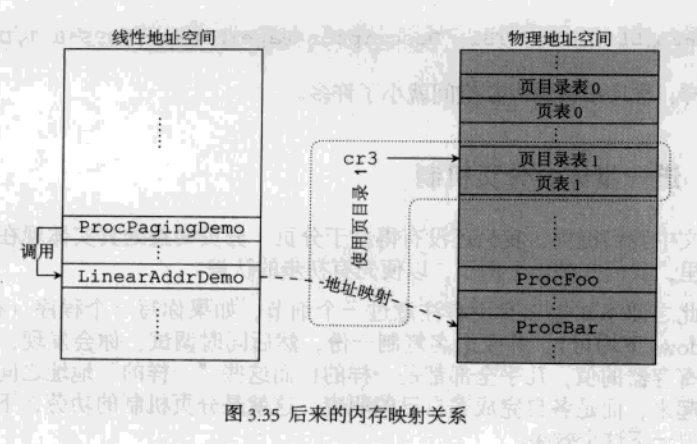 线性地址空间
物理地址空间
页目录表0
页表0
cr3
页目录表1
页表1
使用页目录 1
ProcPagingDemo
调用
LinearAddrDemo
地址映射
ProcFoo
ProcBar
图 3.35 后来的内存映射关系